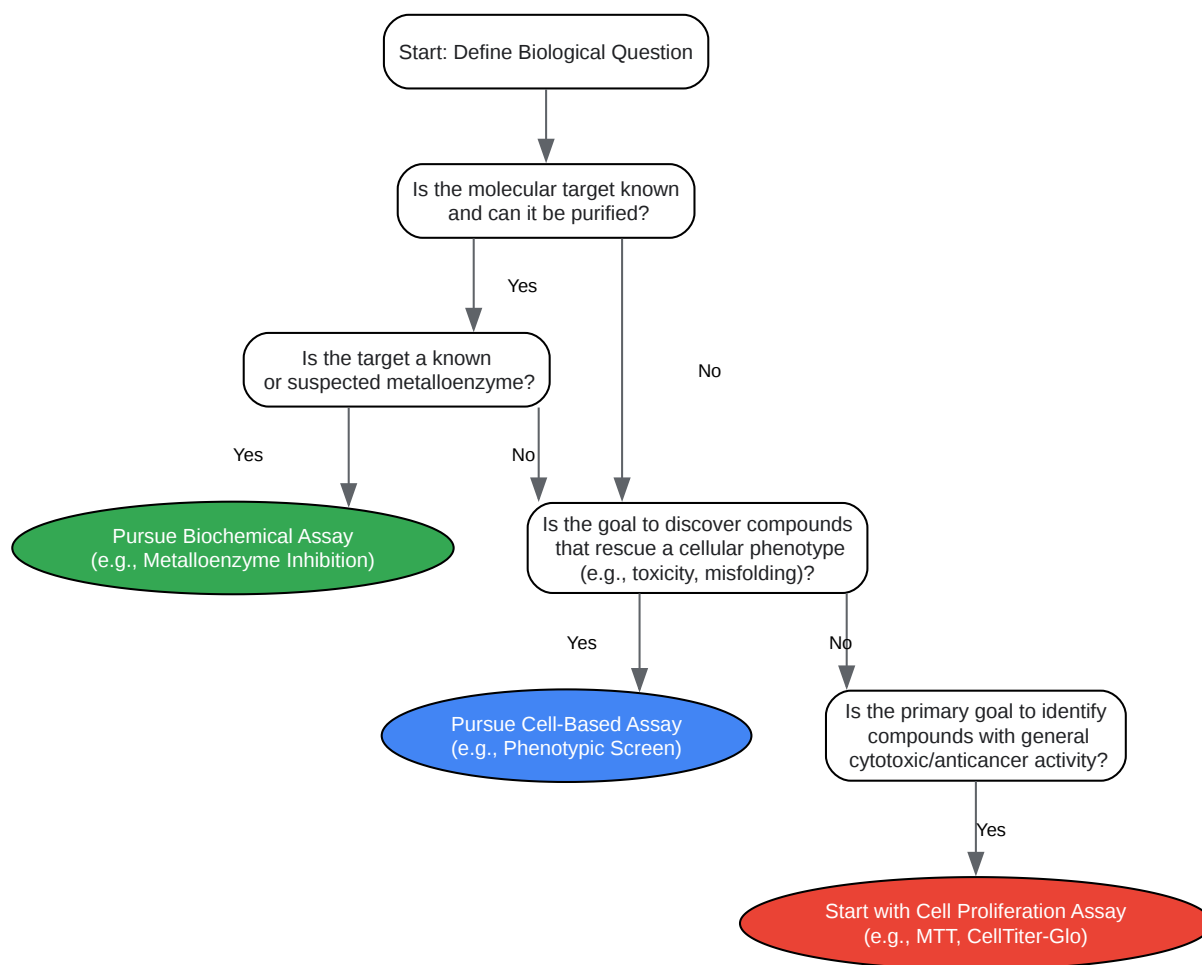 Start: Define Biological Question
Is the molecular target known
and can it be purified?
Yes
No
Is the target a known
or suspected metalloenzyme?
Yes
No
Pursue Biochemical Assay
(e.g., Metalloenzyme Inhibition)
Is the goal to discover compounds
that rescue a cellular phenotype
(e.g., toxicity, misfolding)?
Yes
No
Pursue Cell-Based Assay
(e.g., Phenotypic Screen)
Is the primary goal to identify
compounds with general
cytotoxic/anticancer activity?
Yes
Start with Cell Proliferation Assay
(e.g., MTT, CellTiter-Glo)